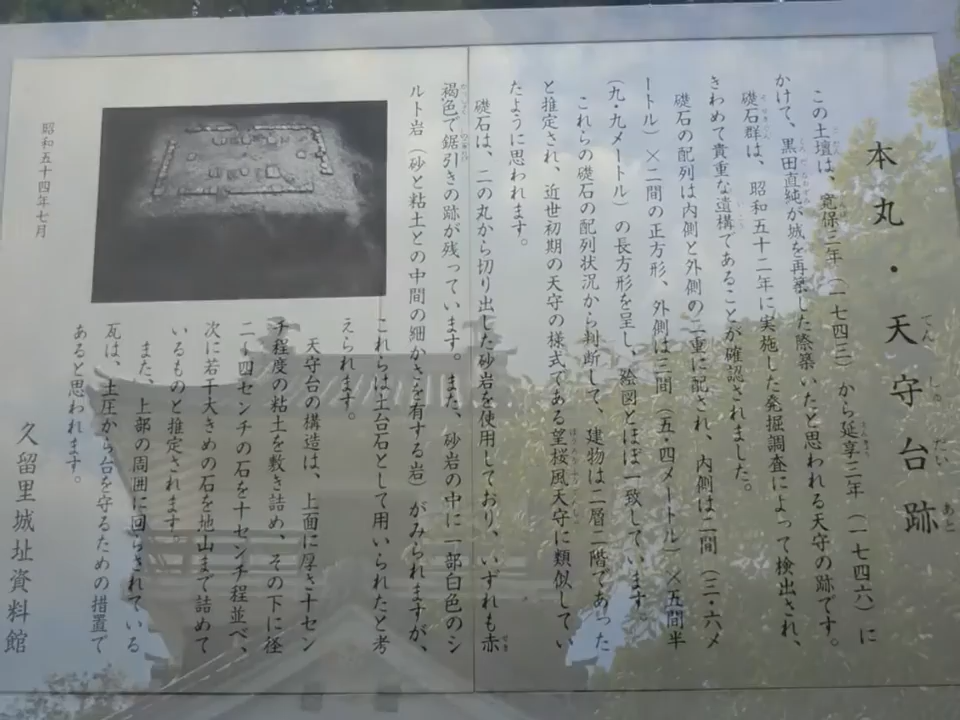 本丸・天守台跡
てんしゅだいあと
この土壇は、寛保三年（一七四三）から延享三年（一七四六）に
かけて、黒田直純が城を再築した際築いたと思われる天守の跡です。
礎石群は、昭和五十二年に実施した発掘調査によって検出され、
きわめて貴重な遺構であることが確認されました。
礎石の配列は内側と外側の二重に配され、内側は二間（三・六メ
ートル）×二間の正方形、外側は三間（五・四メートル）×五間半
（九・九メートル）の長方形を呈し、絵図とほぼ一致しています。
これらの礎石の配列状況から判断して、建物は二層二階であった
と推定され、近世初期の天守の様式である望楼風天守に類似してい
たように思われます。
礎石は、二の丸から切り出した砂岩を使用しており、いずれも赤
褐色で鋸引きの跡が残っています。また、砂岩の中に一部白色のシ
ルト岩（砂と粘土との中間の細かさを有する岩）がみられますが、
これらは土台石として用いられたと考
えられます。
天守台の構造は、上面に厚さ十セン
チ程度の粘土を敷き詰め、その下に径
二〜四センチの石を十センチ程並べ、
次に若干大きめの石を地山まで詰めて
いるものと推定されます。
また、上部の周囲に回らされている
瓦は、土圧から台を守るための措置で
あると思われます。
昭和五十四年七月
久留里城址資料館